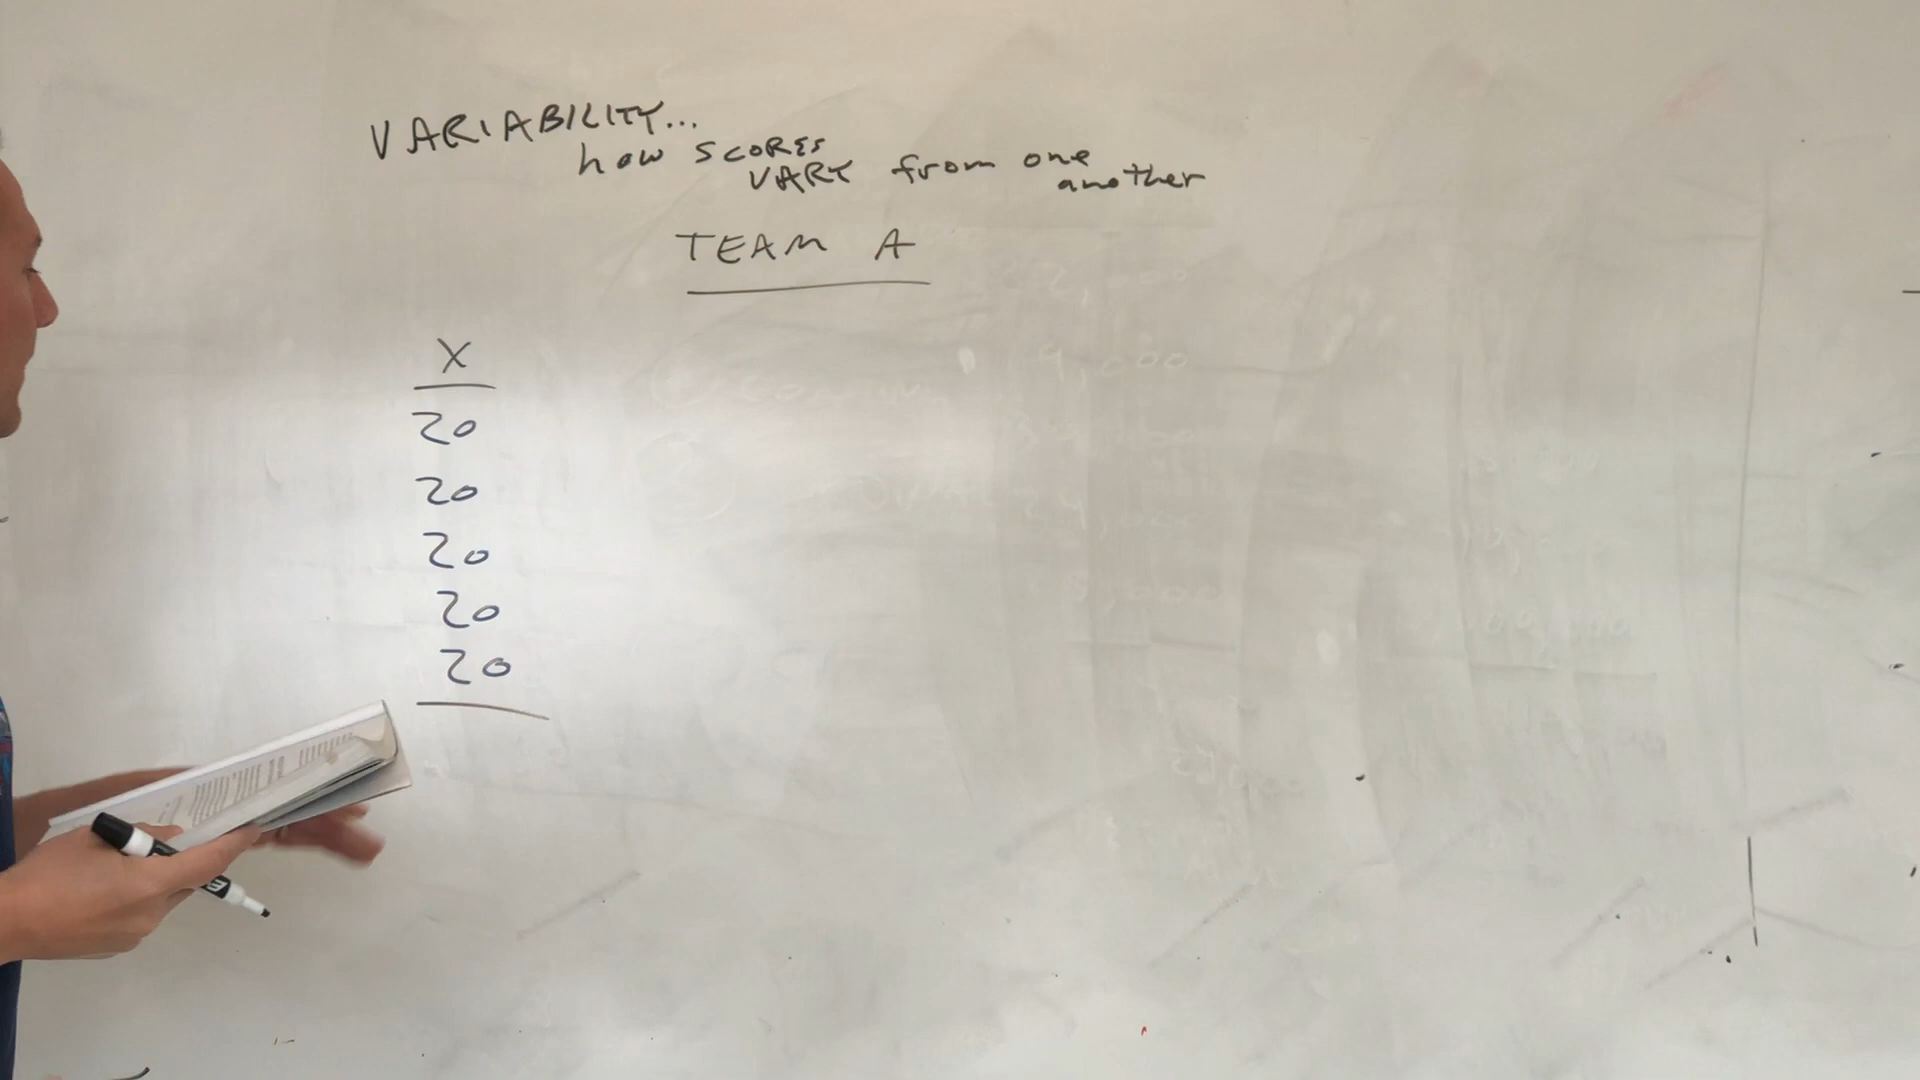 VARIABILITY...
how SCORES
VARY from one
another
TEAM A
X
20
20
20
20
20